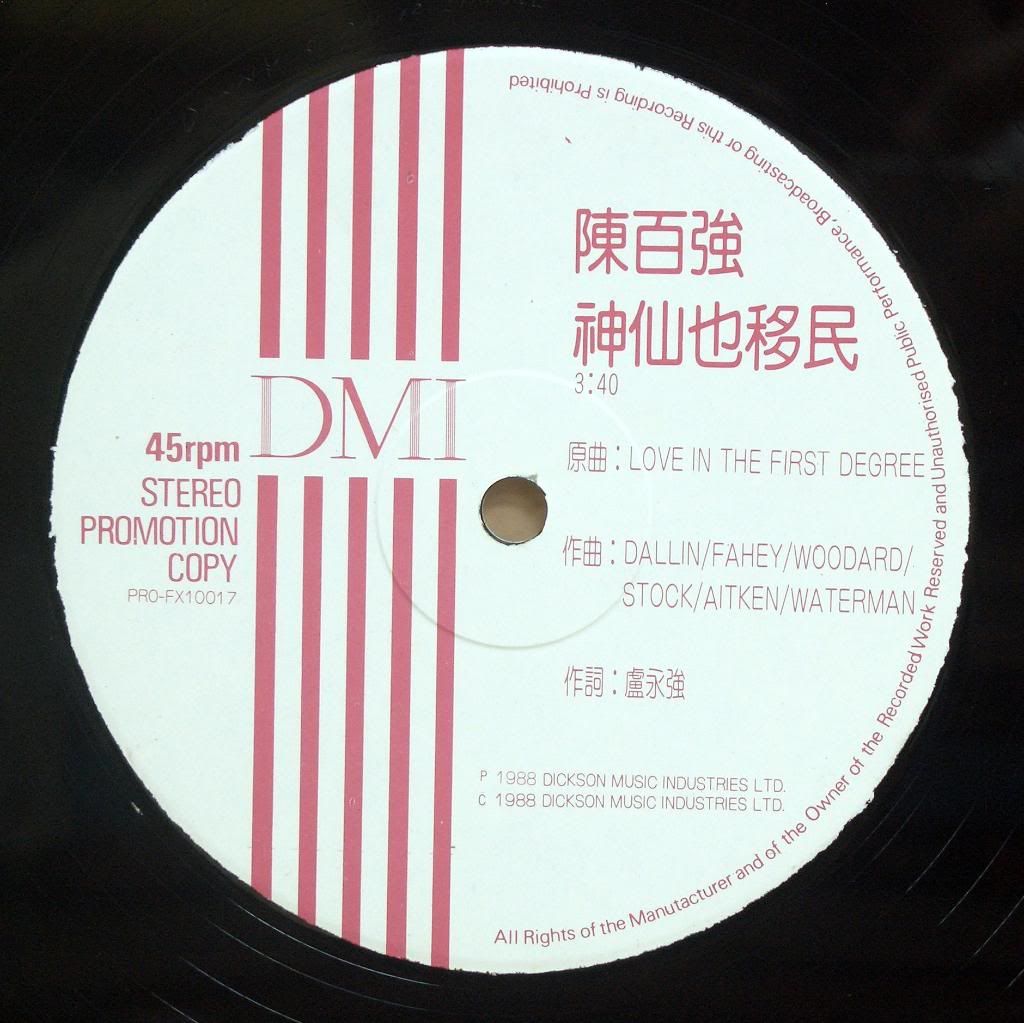 陳百強
神仙也移民
3:40
DMI
45rpm
STEREO
PROMOTION
COPY
PRO-FX10017
原曲：LOVE IN THE FIRST DEGREE
作曲：DALLIN/FAHEY/WOODARD/
STOCK/AITKEN/WATERMAN
作詞：盧永強
P 1988 DICKSON MUSIC INDUSTRIES LTD.
C 1988 DICKSON MUSIC INDUSTRIES LTD.
All Rights of the Manutacturer and of the Owner of the Recorded Work Reserved and Unauthorised Public Performance, Broadcasting or this Recording is Prohibited